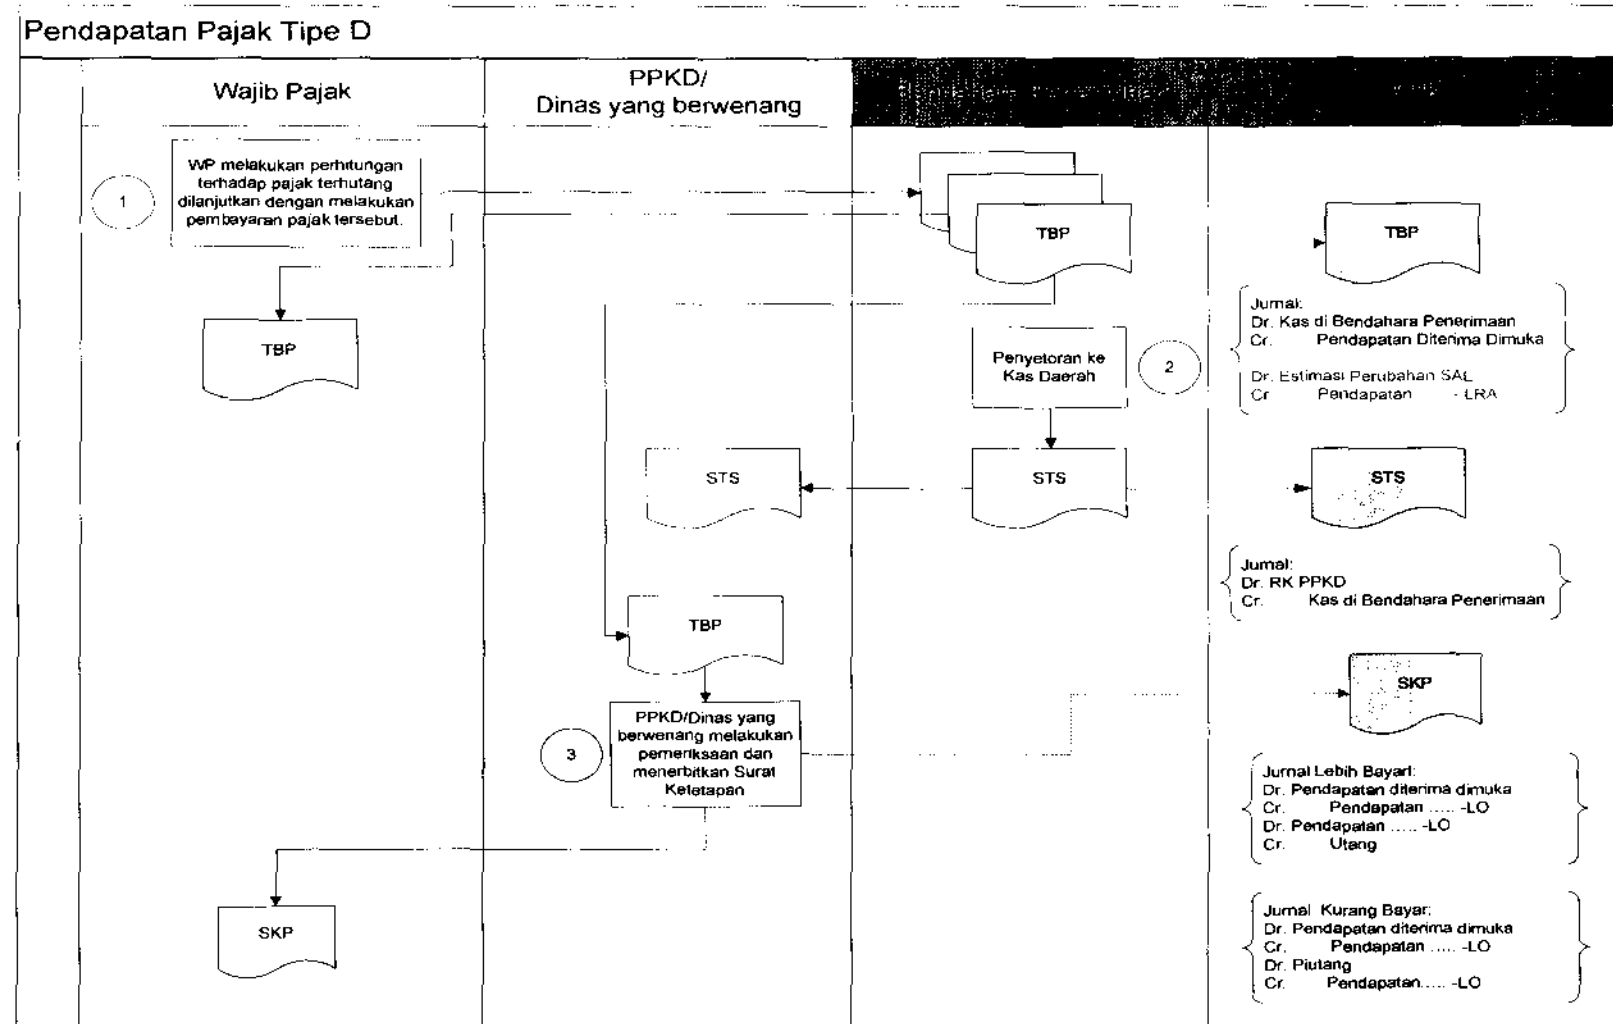 Pendapatan Pajak Tipe D
Wajib Pajak
PPKD/
Dinas yang berwenang
1
WP melakukan perhitungan
terhadap pajak terhutang
dilanjutkan dengan melakukan
pembayaran pajak tersebut.
TBP
TBP
TBP
Jurnal:
Dr. Kas di Bendahara Penerimaan
Cr. Pendapatan Diterima Dimuka
Dr. Estimasi Perubahan SAL
Cr Pendapatan -LRA
Penyetoran ke
Kas Daerah
2
STS
STS
STS
Jurnal:
Dr. RK PPKD
Cr. Kas di Bendahara Penerimaan
TBP
SKP
3
PPKD/Dinas yang
berwenang melakukan
pemeriksaan dan
menerbitkan Surat
Ketetapan
Jurnal Lebih Bayarl:
Dr. Pendapatan diterima dimuka
Cr. Pendapatan ..... -LO
Dr. Pendapatan ..... -LO
Cr. Utang
SKP
Jurnal Kurang Bayar:
Dr. Pendapatan diterima dimuka
Cr. Pendapatan ..... -LO
Dr. Piutang
Cr. Pendapatan..... -LO